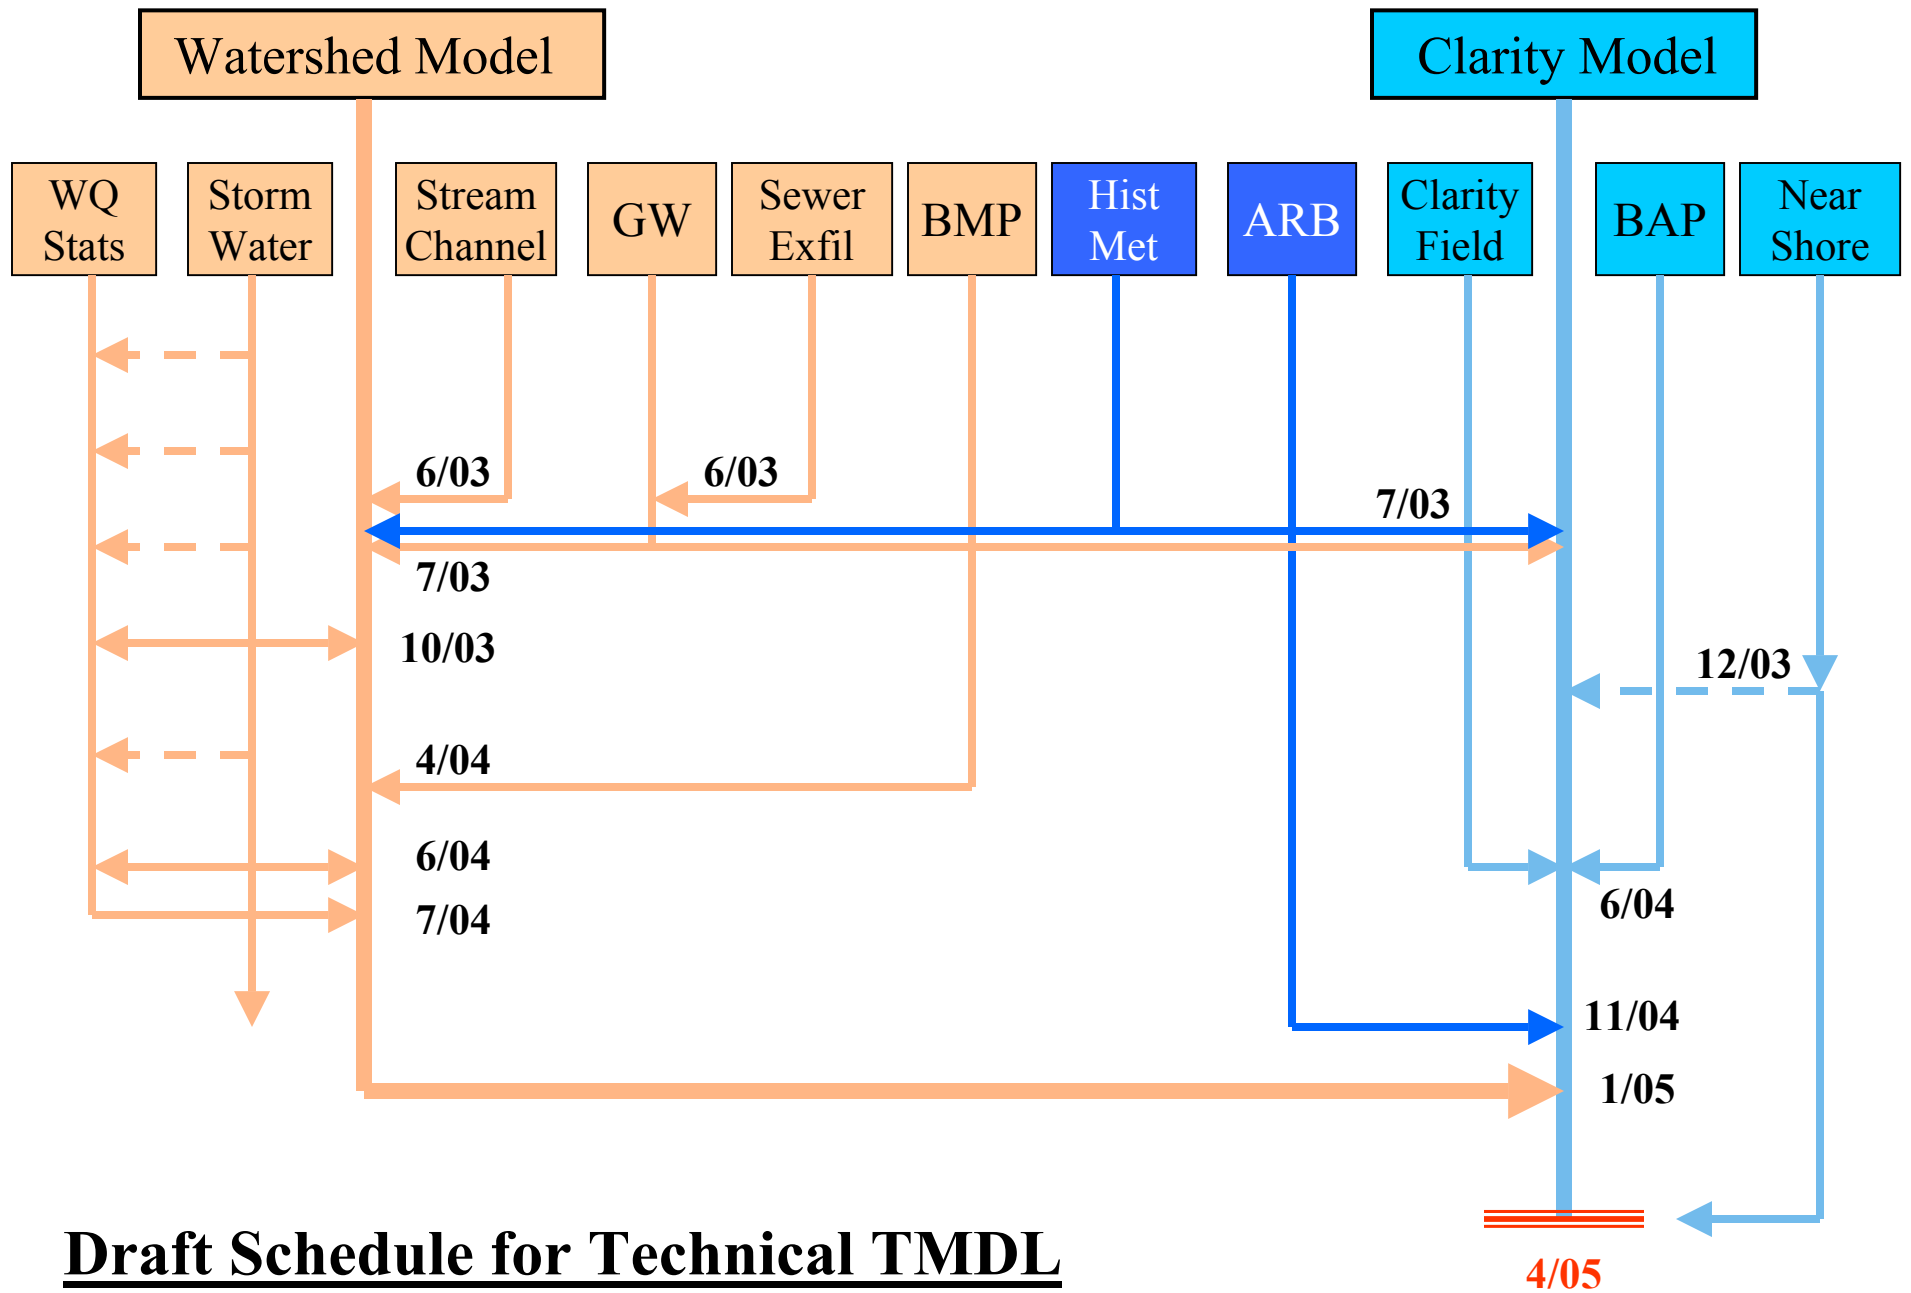 Watershed Model
Clarity Model
WQ
Stats
Storm
Water
Stream
Channel
GW
Sewer
Exfil
BMP
Hist
Met
ARB
Clarity
Field
BAP
Near
Shore
6/03
6/03
7/03
7/03
10/03
12/03
4/04
6/04
6/04
7/04
11/04
1/05
Draft Schedule for Technical TMDL
4/05